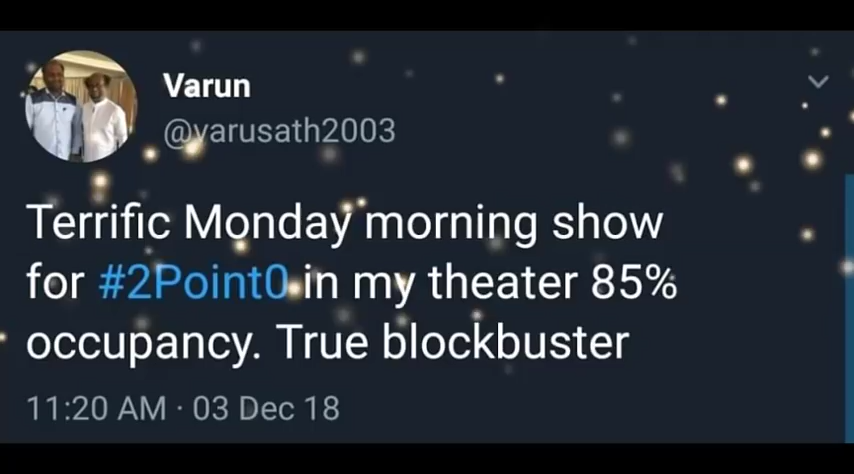 Varun
@varusath2003
Terrific Monday morning show
for #2Point0 in my theater 85%
occupancy. True blockbuster
11:20 AM · 03 Dec 18